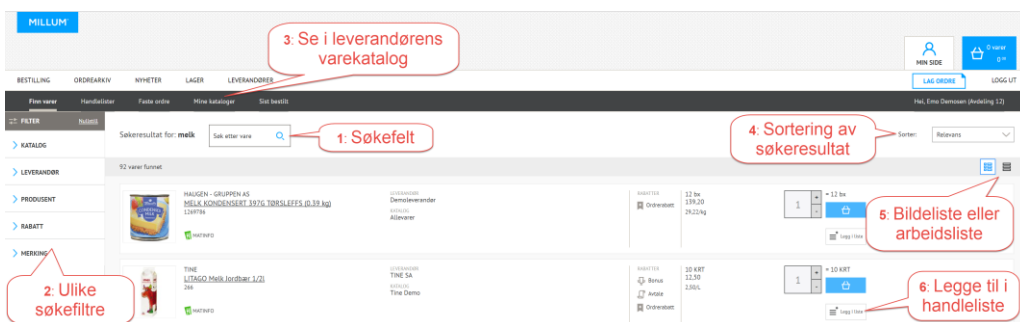 MILLUM
3: Se i leverandørens
varekatalog
MIN SIDE
0 varer
BESTILLING ORDREARKIV NYHETER LAGER LEVERANDØRER
LAG ORDRE LOGG UT
Finn varer Handlelister Faste ordre Mine kataloger Sist bestilt
Hei, Emo Demosen (Avdeling 12)
FILTER Nullstill
Søkeresultat for: melk
Søk etter vare
1: Søkefelt
4: Sortering av
søkeresultat
Sorter: Relevans
KATALOG
LEVERANDØR
PRODUSENT
RABATT
MERKING
92 varer funnet
HAUGEN - GRUPPEN AS
MELK KONDENSERT 397G TØRSLEFFS (0,39 kg)
1269786
MATINFO
LEVERANDØR
Demoleverandør
KATALOG
Allevarer
RABATTER
Ordrerabatt
12 bx
139,20
29,22/kg
1
= 12 bx
Legg i liste
5: Bildeliste eller
arbeidsliste
2: Ulike
søkefiltre
TINE
LITAGO Melk Jordbær 1/2l
266
MATINFO
LEVERANDØR
TINE SA
KATALOG
Tine Demo
RABATTER
Bonus
Avtale
Ordrerabatt
10 KRT
12,50
2,50/L
1
= 10 KRT
Legg i liste
6: Legge til i
handleliste